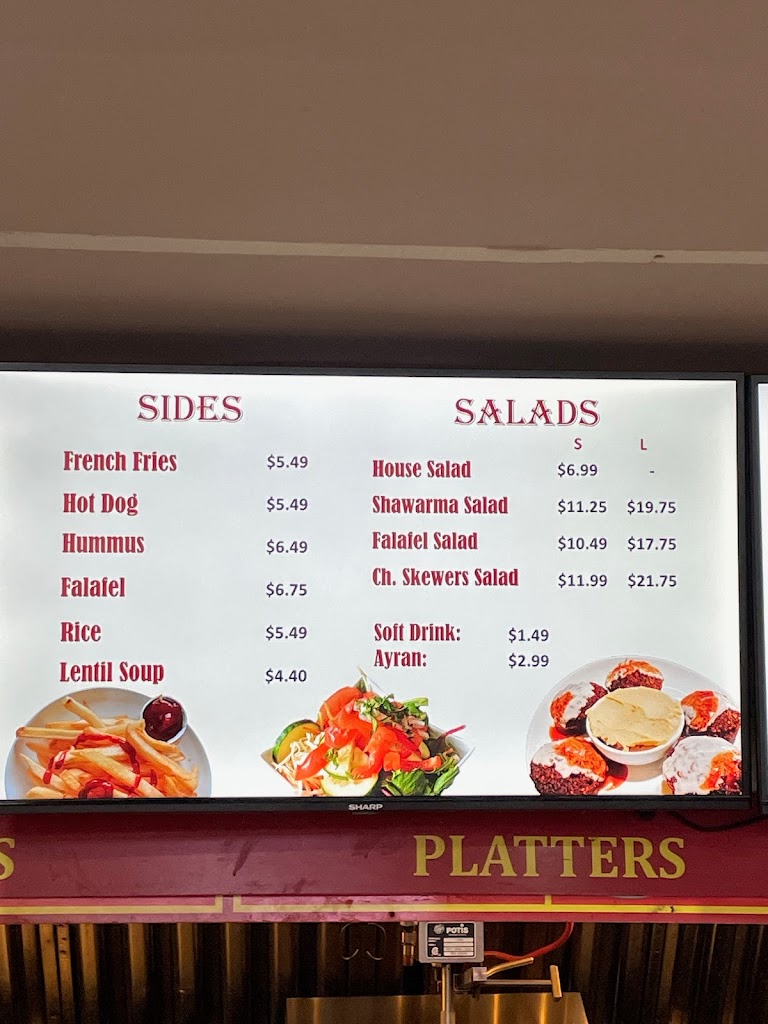 SIDES
French Fries $5.49
Hot Dog $5.49
Hummus $6.49
Falafel $6.75
Rice $5.49
Lentil Soup $4.40
SALADS
S L
House Salad $6.99 -
Shawarma Salad $11.25 $19.75
Falafel Salad $10.49 $17.75
Ch. Skewers Salad $11.99 $21.75
Soft Drink: $1.49
Ayran: $2.99
SHARP
S
PLATTERS
POTIS